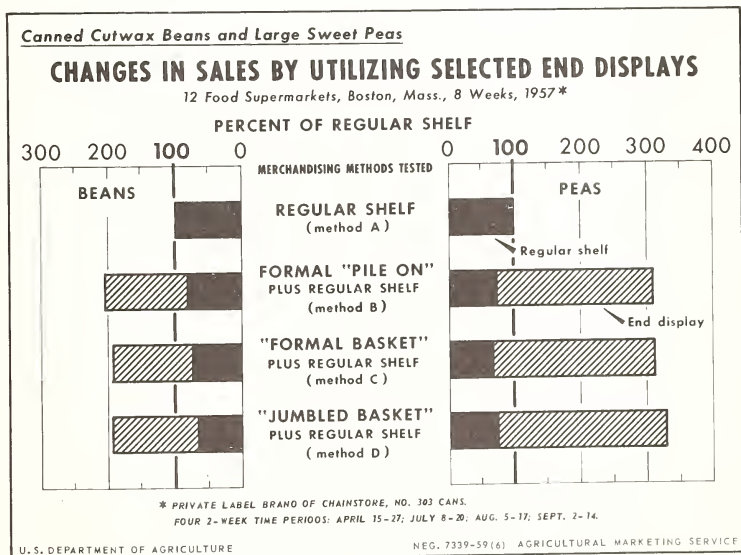 Canned Cutwax Beans and Large Sweet Peas
CHANGES IN SALES BY UTILIZING SELECTED END DISPLAYS
12 Food Supermarkets, Boston, Mass., 8 Weeks, 1957*
PERCENT OF REGULAR SHELF
300 200 100 0
0 100 200 300 400
MERCHANDISING METHODS TESTED
BEANS
PEAS
REGULAR SHELF
(method A)
Regular shelf
FORMAL "PILE ON"
PLUS REGULAR SHELF
(method B)
End display
"FORMAL BASKET"
PLUS REGULAR SHELF
(method C)
"JUMBLED BASKET"
PLUS REGULAR SHELF
(method D)
* PRIVATE LABEL BRAND OF CHAINSTORE, NO. 303 CANS.
FOUR 2-WEEK TIME PERIODS: APRIL 15-27; JULY 8-20; AUG. 5-17; SEPT. 2-14.
U.S. DEPARTMENT OF AGRICULTURE
NEG. 7339-59(6) AGRICULTURAL MARKETING SERVICE